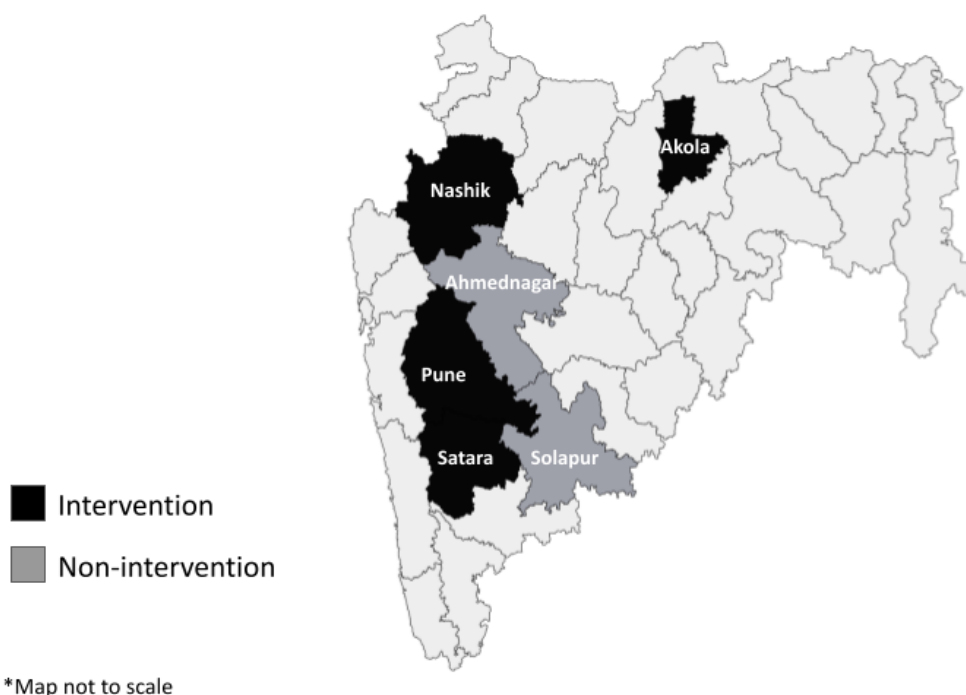 Akola
Nashik
Ahmednagar
Pune
Satara
Solapur
Intervention
Non-intervention
*Map not to scale